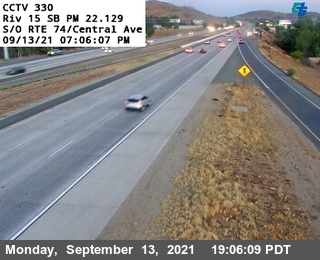 CCTV 330
Riv 15 SB PM 22.129
S/O RTE 74/Central Ave
09/13/21 07:06:07 PM
Monday, September 13, 2021 19:06:09 PDT